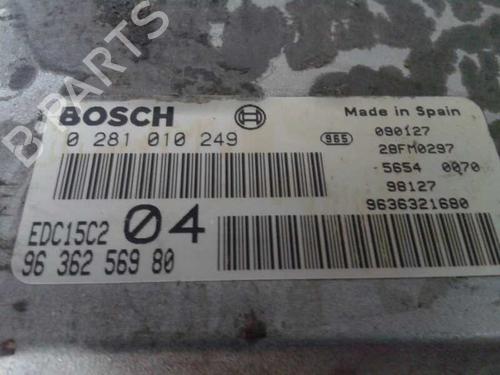 B-PARTS
BOSCH
0 281 010 249
Made in Spain
965
090127
28FM0297
5654 0070
98127
9636321680
EDC15C2 04
96 362 569 80